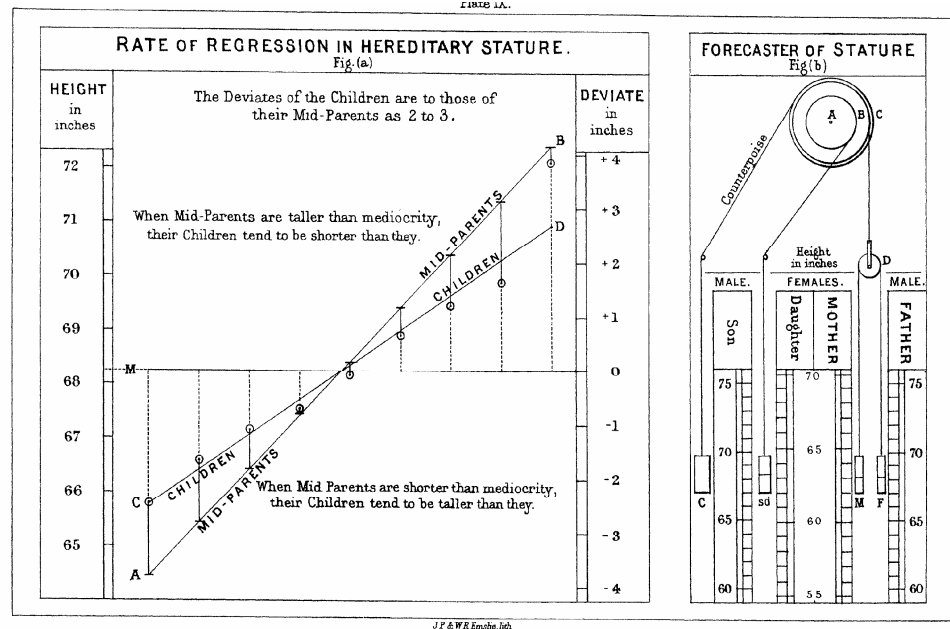 Plate IX.
RATE OF REGRESSION IN HEREDITARY STATURE.
Fig. (a)
HEIGHT
in
inches
The Deviates of the Children are to those of
their Mid-Parents as 2 to 3.
DEVIATE
in
inches
B
72
+4
When Mid-Parents are taller than mediocrity,
their Children tend to be shorter than they.
71
+3
D
MID-PARENTS
70
+2
CHILDREN
69
+1
M
68
0
67
-1
CHILDREN
MID-PARENTS
When Mid Parents are shorter than mediocrity,
their Children tend to be taller than they.
66
-2
C
65
-3
A
-4
FORECASTER OF STATURE
Fig (b)
A
B
C
Counterpoise
Height
in inches
D
MALE.
FEMALES.
MALE.
Son
Daughter
MOTHER
FATHER
75
70
75
70
65
70
C
SD
M
F
65
60
65
60
55
60
J P & W R Emslie, lith.